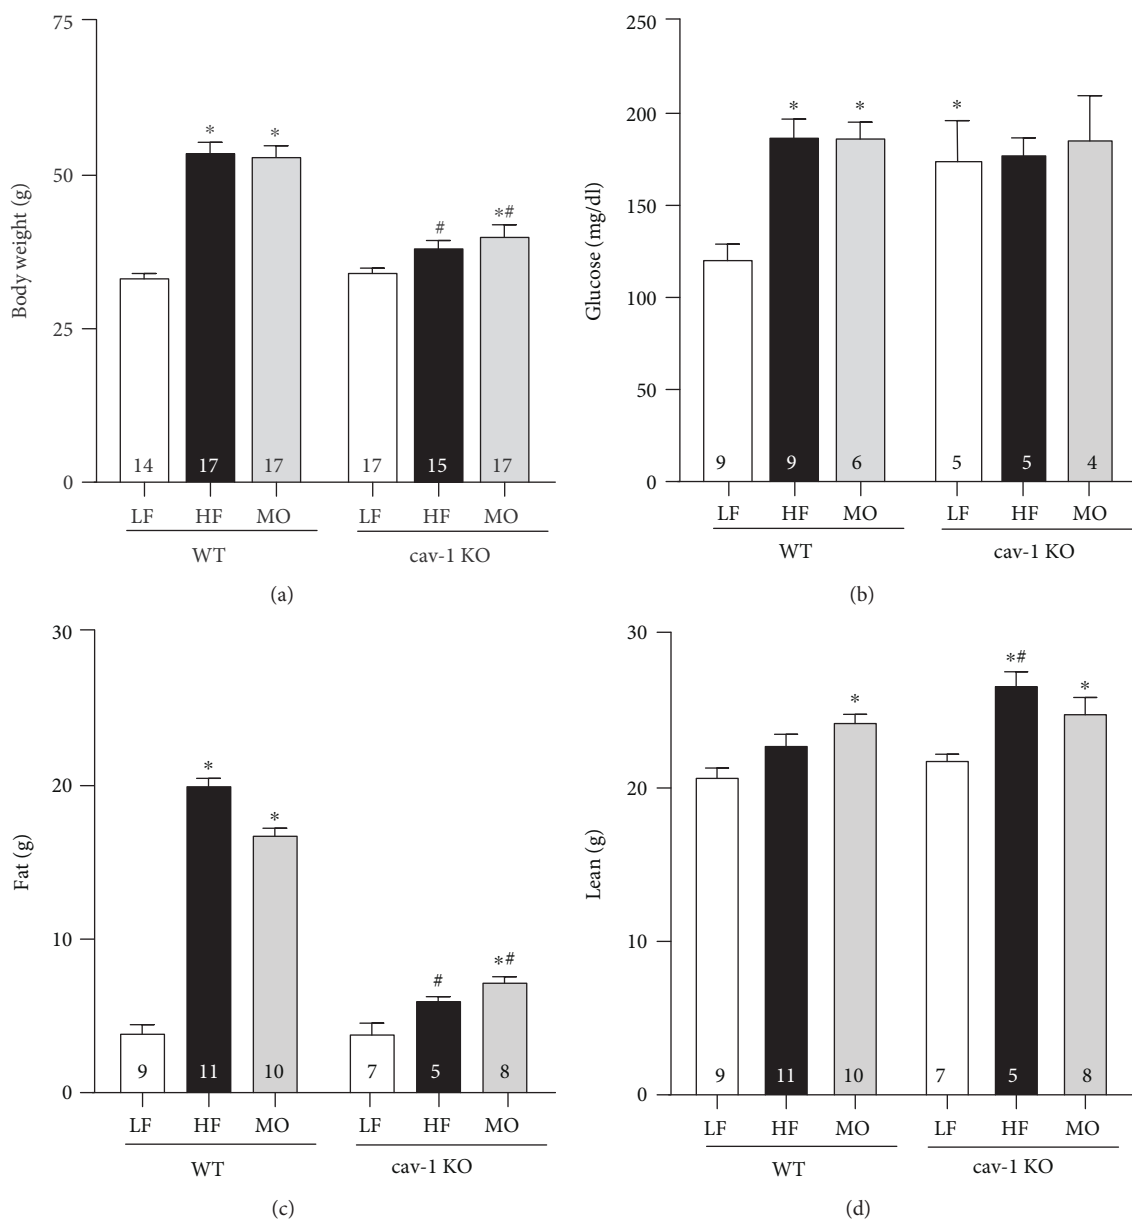 75
50
25
0
Body weight (g)
* * # *#
14 17 17 17 15 17
LF HF MO LF HF MO
WT cav-1 KO
(a)
250
200
150
100
50
0
Glucose (mg/dl)
* * *
9 9 6 5 5 4
LF HF MO LF HF MO
WT cav-1 KO
(b)
30
20
10
0
Fat (g)
* * # *#
9 11 10 7 5 8
LF HF MO LF HF MO
WT cav-1 KO
(c)
30
20
10
0
Lean (g)
* *# *
9 11 10 7 5 8
LF HF MO LF HF MO
WT cav-1 KO
(d)